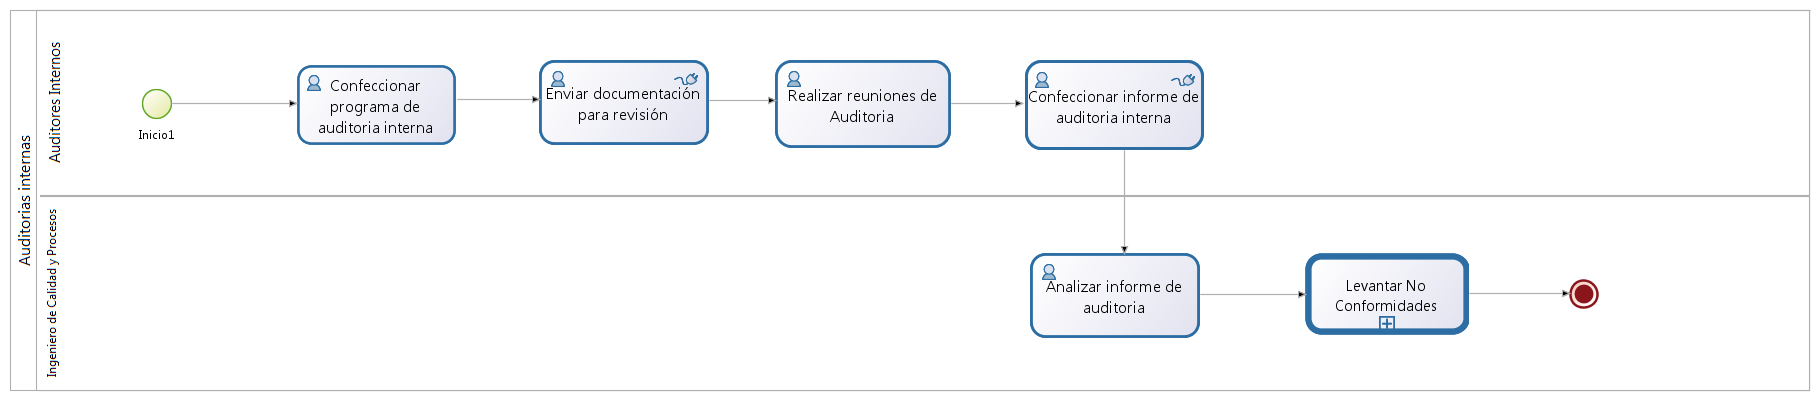 Auditorias internas
Auditores Internos
Inicio1
Confeccionar
programa de
auditoria interna
Enviar documentación
para revisión
Realizar reuniones de
Auditoria
Confeccionar informe de
auditoria interna
Ingeniero de Calidad y Procesos
Analizar informe de
auditoria
Levantar No
Conformidades